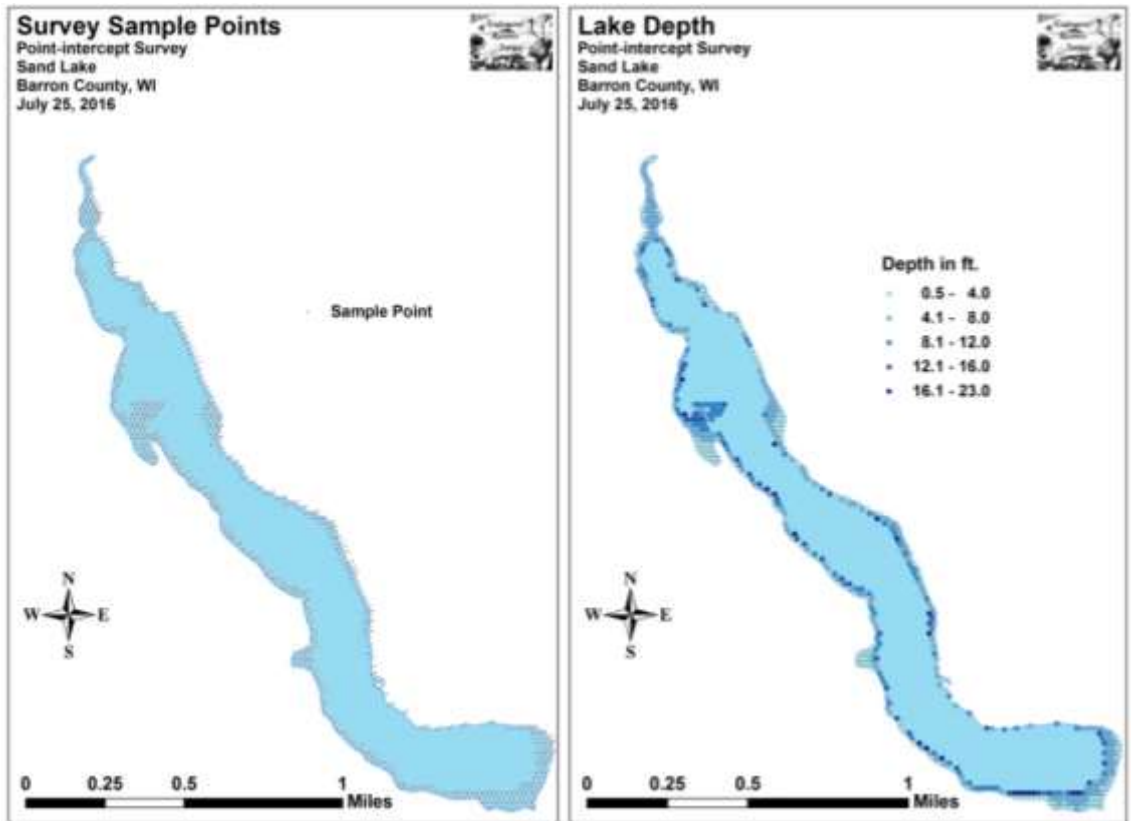 Survey Sample Points
Point-intercept Survey
Sand Lake
Barron County, WI
July 25, 2016
Sample Point
N
W E
S
0 0.25 0.5 1
Miles
Lake Depth
Point-intercept Survey
Sand Lake
Barron County, WI
July 25, 2016
Depth in ft.
0.5 - 4.0
4.1 - 8.0
8.1 - 12.0
12.1 - 16.0
16.1 - 23.0
N
W E
S
0 0.25 0.5 1
Miles